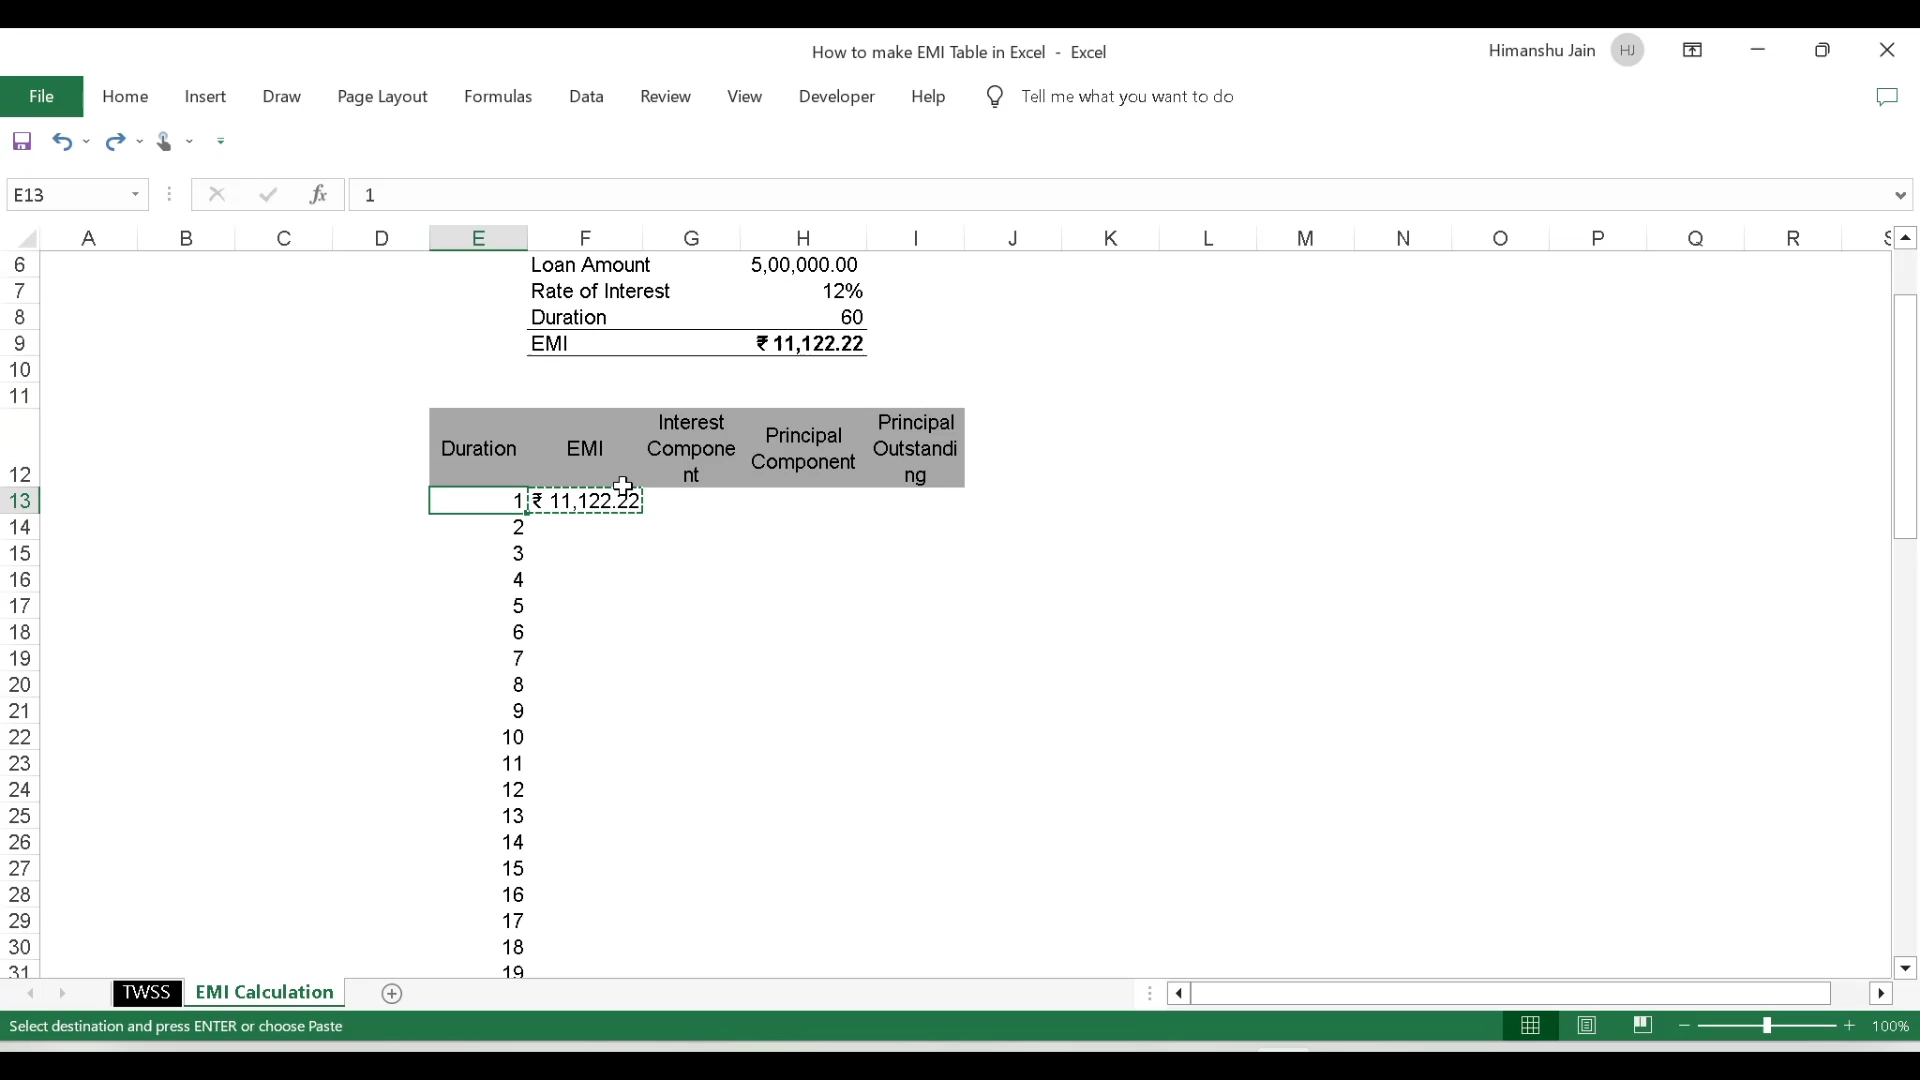 How to make EMI Table in Excel - Excel
Himanshu Jain HJ
File Home Insert Draw Page Layout Formulas Data Review View Developer Help Tell me what you want to do
E13 fx 1
A B C D E F G H I J K L M N O P Q R S
6 Loan Amount 5,00,000.00
7 Rate of Interest 12%
8 Duration 60
9 EMI ₹ 11,122.22
10
11
12 Duration EMI Interest Compone nt Principal Component Principal Outstandi ng
13 1 ₹ 11,122.22
14 2
15 3
16 4
17 5
18 6
19 7
20 8
21 9
22 10
23 11
24 12
25 13
26 14
27 15
28 16
29 17
30 18
31 19
TWSS EMI Calculation
Select destination and press ENTER or choose Paste 100%